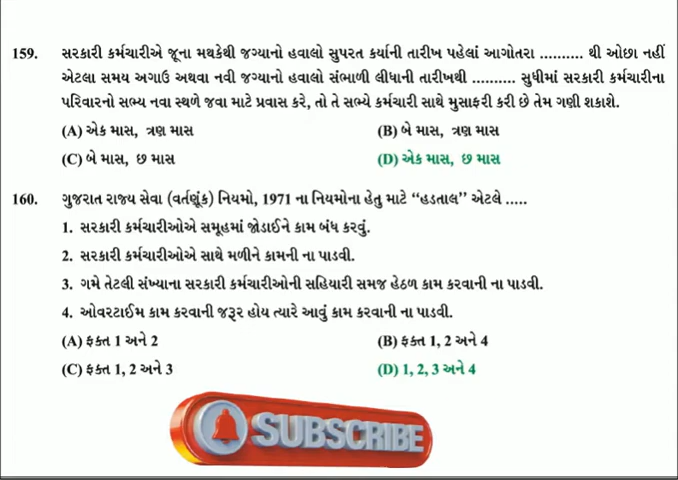 159. સરકારી કર્મચારીએ જૂના મથકેથી જગ્યાનો હવાલો સુપરત કર્યાની તારીખ પહેલાં આગોતરા .......... થી ઓછા નહીં
એટલા સમય અગાઉ અથવા નવી જગ્યાનો હવાલો સંભાળી લીધાની તારીખથી .......... સુધીમાં સરકારી કર્મચારીના
પરિવારનો સભ્ય નવા સ્થળે જવા માટે પ્રવાસ કરે, તો તે સભ્યે કર્મચારી સાથે મુસાફરી કરી છે તેમ ગણી શકાશે.
(A) એક માસ, ત્રણ માસ (B) બે માસ, ત્રણ માસ
(C) બે માસ, છ માસ (D) એક માસ, છ માસ
160. ગુજરાત રાજ્ય સેવા (વર્તણૂંક) નિયમો, 1971 ના નિયમોના હેતુ માટે “હડતાલ” એટલે .....
1. સરકારી કર્મચારીઓએ સમૂહમાં જોડાઈને કામ બંધ કરવું.
2. સરકારી કર્મચારીઓએ સાથે મળીને કામની ના પાડવી.
3. ગમે તેટલી સંખ્યાના સરકારી કર્મચારીઓની સહિયારી સમજ હેઠળ કામ કરવાની ના પાડવી.
4. ઓવરટાઈમ કામ કરવાની જરૂર હોય ત્યારે આવું કામ કરવાની ના પાડવી.
(A) ફક્ત 1 અને 2 (B) ફક્ત 1, 2 અને 4
(C) ફક્ત 1, 2 અને 3 (D) 1, 2, 3 અને 4
SUBSCRIBE